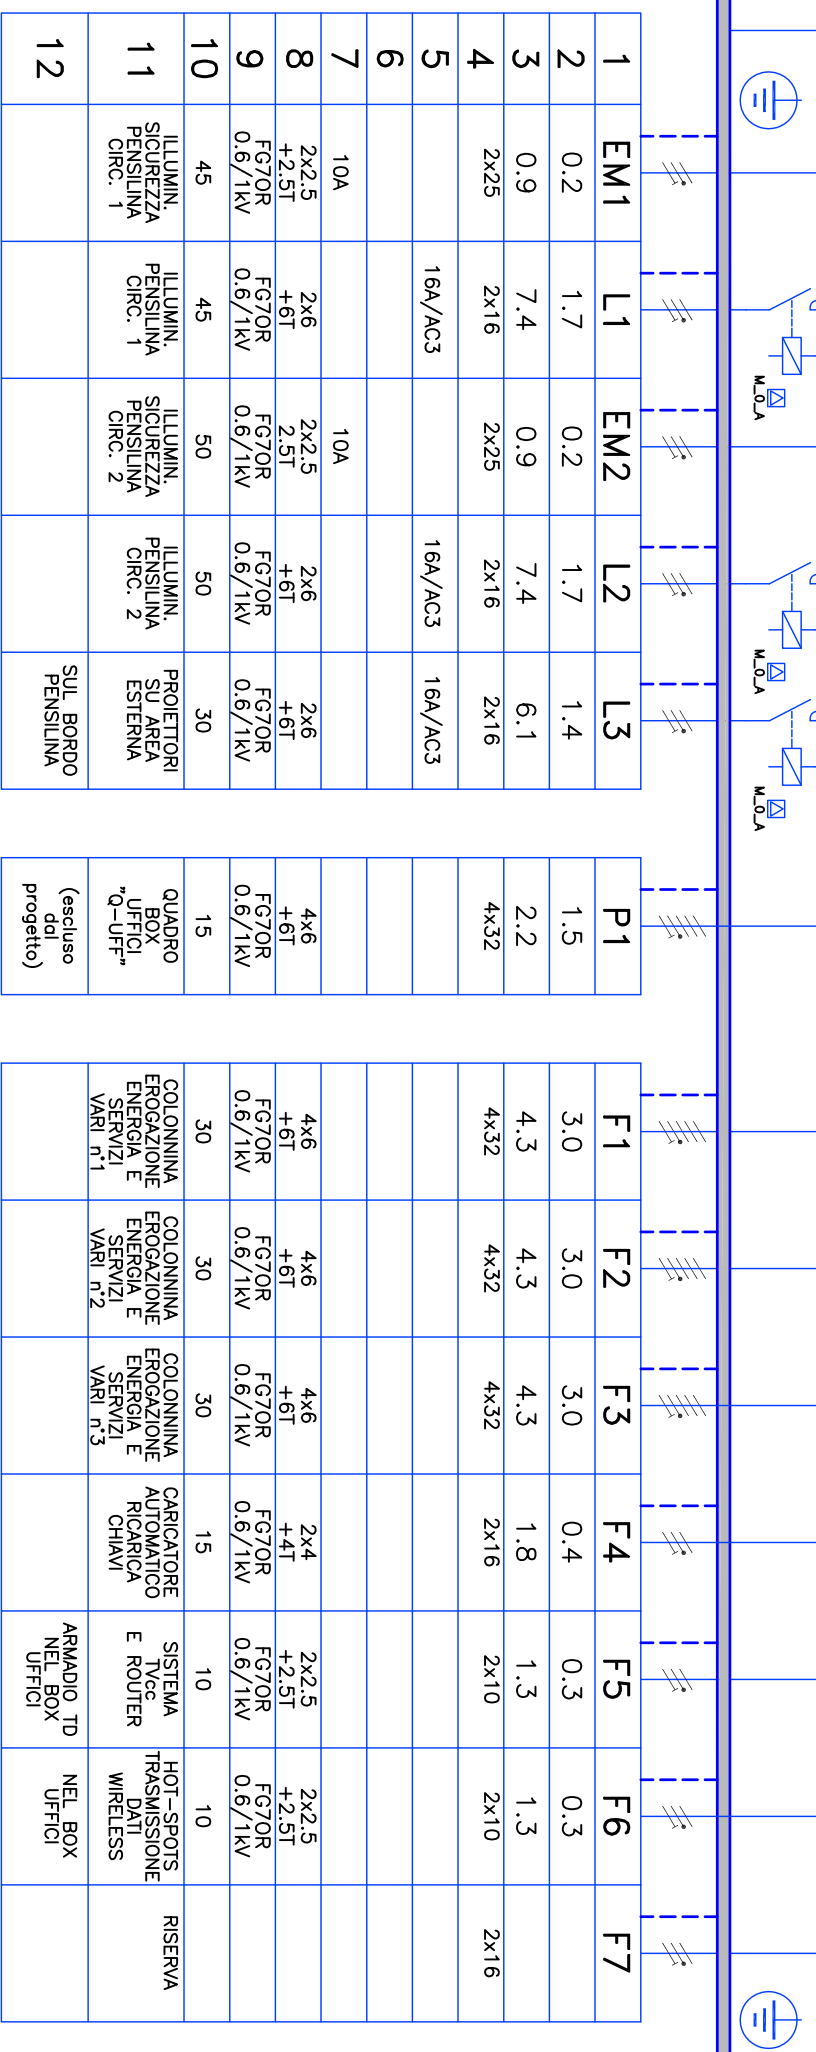 1 EM1 L1 EM2 L2 L3 P1 F1 F2 F3 F4 F5 F6 F7
2 0.2 1.7 0.2 1.7 1.4 1.5 3.0 3.0 3.0 0.4 0.3 0.3
3 0.9 7.4 0.9 7.4 6.1 2.2 4.3 4.3 4.3 1.8 1.3 1.3
4 2x25 2x16 2x25 2x16 2x16 4x32 4x32 4x32 4x32 2x16 2x10 2x10 2x16
5 16A/AC3 16A/AC3 16A/AC3
6
7 10A 10A
8
2x2.5
+2.5T
2x6
+6T
2x2.5
2.5T
2x6
+6T
2x6
+6T
4x6
+6T
4x6
+6T
4x6
+6T
4x6
+6T
2x4
+4T
2x2.5
+2.5T
2x2.5
+2.5T
9
FG7OR
0.6/1kV
FG7OR
0.6/1kV
FG7OR
0.6/1kV
FG7OR
0.6/1kV
FG7OR
0.6/1kV
FG7OR
0.6/1kV
FG7OR
0.6/1kV
FG7OR
0.6/1kV
FG7OR
0.6/1kV
FG7OR
0.6/1kV
FG7OR
0.6/1kV
FG7OR
0.6/1kV
10 45 45 50 50 30 15 30 30 30 15 10 10
11
ILLUMIN.
SICUREZZA
PENSILINA
CIRC. 1
ILLUMIN.
PENSILINA
CIRC. 1
ILLUMIN.
SICUREZZA
PENSILINA
CIRC. 2
ILLUMIN.
PENSILINA
CIRC. 2
PROIETTORI
SU AREA
ESTERNA
QUADRO
BOX
UFFICI
"Q-UFF"
COLONNINA
EROGAZIONE
ENERGIA E
SERVIZI
VARI n°1
COLONNINA
EROGAZIONE
ENERGIA E
SERVIZI
VARI n°2
COLONNINA
EROGAZIONE
ENERGIA E
SERVIZI
VARI n°3
CARICATORE
AUTOMATICO
RICARICA
CHIAVI
SISTEMA
TVcc
E ROUTER
HOT-SPOTS
TRASMISSIONE
DATI
WIRELESS
RISERVA
12
SUL BORDO
PENSILINA
(escluso
dal
progetto)
ARMADIO TD
NEL BOX
UFFICI
NEL BOX
UFFICI
M_0_A
M_0_A
M_0_A